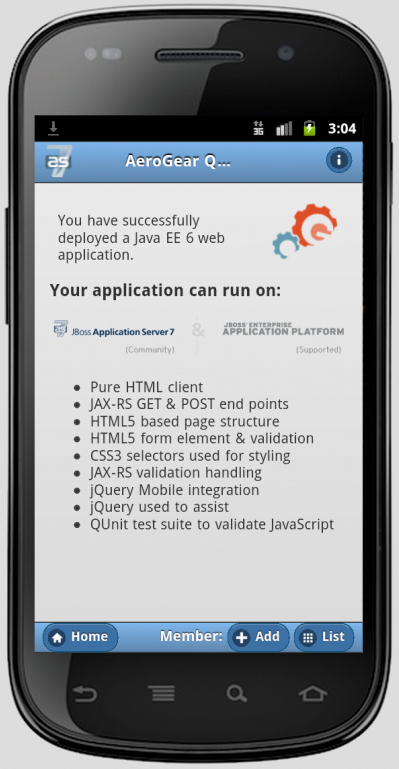 3G
3:04
as
7
AeroGear Q...
You have successfully
deployed a Java EE 6 web
application.
Your application can run on:
JBoss Application Server 7
(Community)
&
JBOSS ENTERPRISE
APPLICATION PLATFORM
(Supported)
Pure HTML client
JAX-RS GET & POST end points
HTML5 based page structure
HTML5 form element & validation
CSS3 selectors used for styling
JAX-RS validation handling
jQuery Mobile integration
jQuery used to assist
QUnit test suite to validate JavaScript
Home
Member:
Add
List